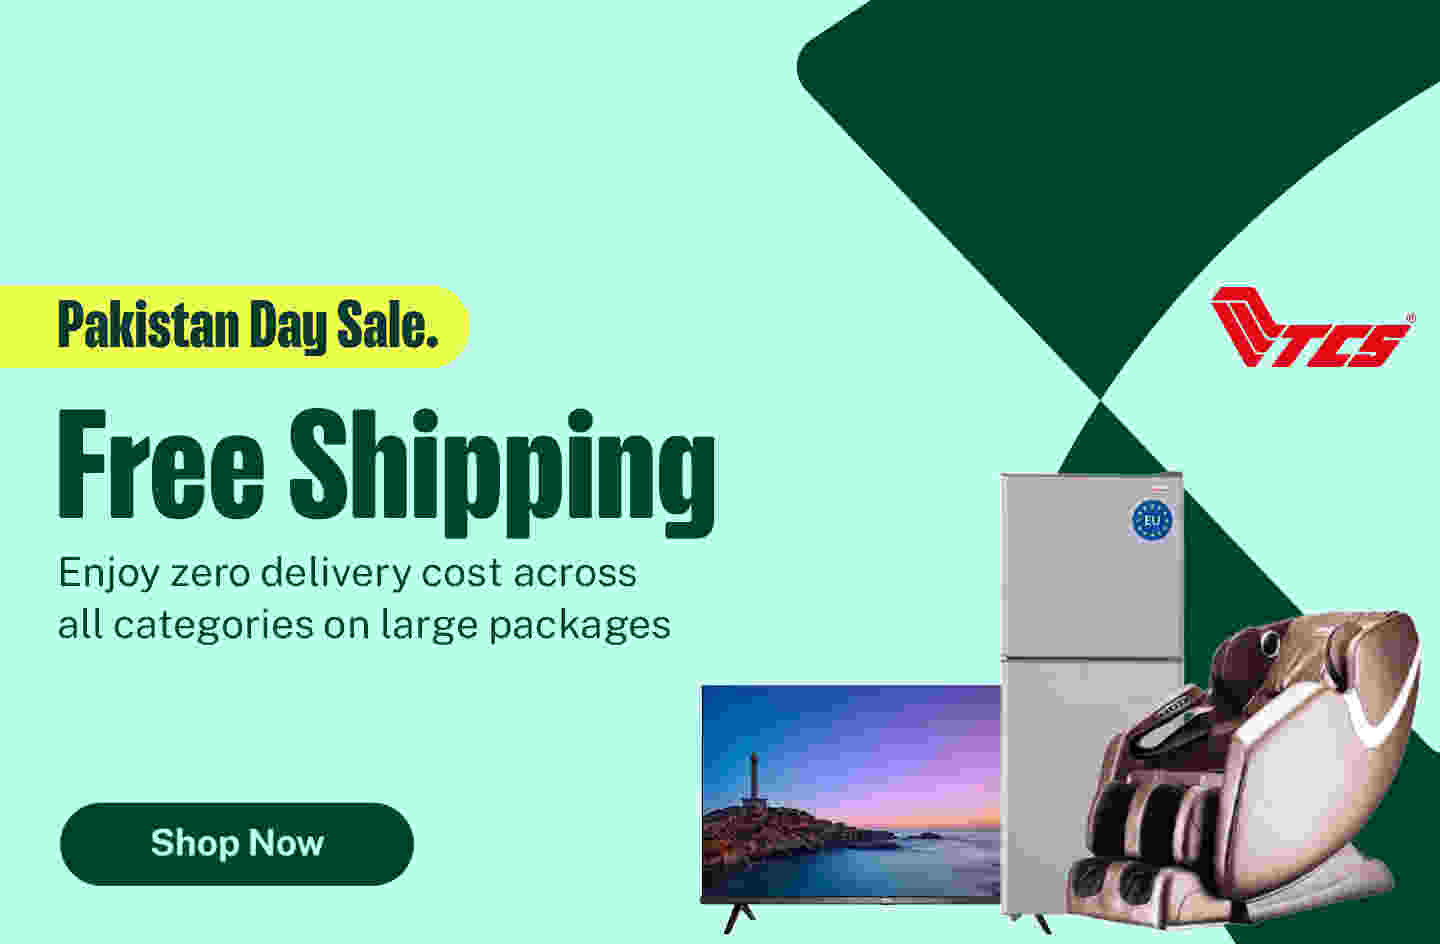 Pakistan Day Sale.
TCS®
Free Shipping
EU
Enjoy zero delivery cost across
all categories on large packages
Shop Now